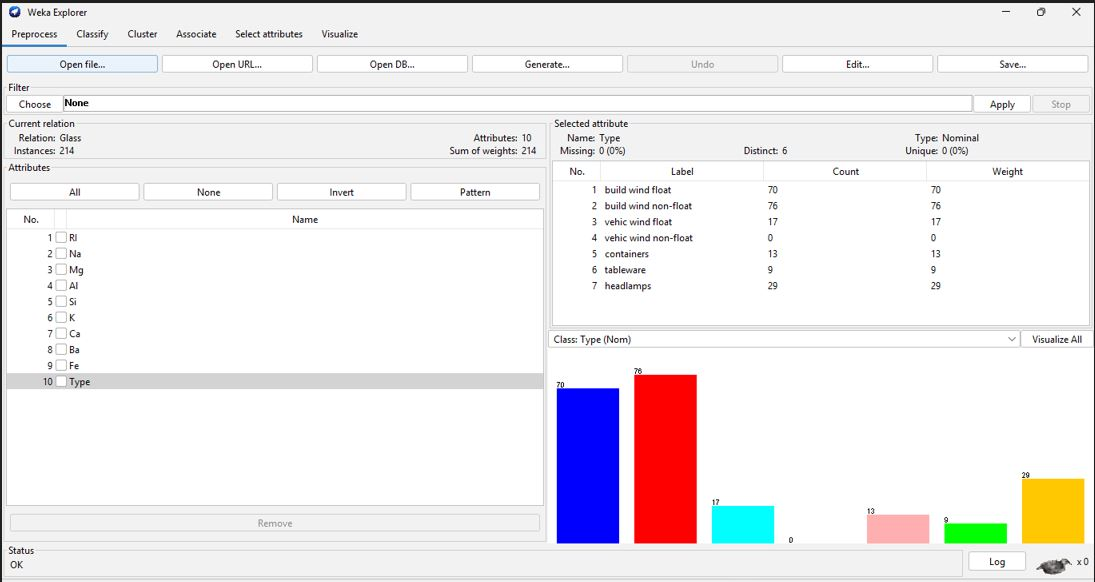 Weka Explorer
Preprocess Classify Cluster Associate Select attributes Visualize
Open file... Open URL... Open DB... Generate... Undo Edit... Save...
Filter
Choose None Apply Stop
Current relation
Relation: Glass Attributes: 10
Instances: 214 Sum of weights: 214
Attributes
All None Invert Pattern
No. Name
1 RI
2 Na
3 Mg
4 Al
5 Si
6 K
7 Ca
8 Ba
9 Fe
10 Type
Remove
Selected attribute
Name: Type Type: Nominal
Missing: 0 (0%) Distinct: 6 Unique: 0 (0%)
No. Label Count Weight
1 build wind float 70 70
2 build wind non-float 76 76
3 vehic wind float 17 17
4 vehic wind non-float 0 0
5 containers 13 13
6 tableware 9 9
7 headlamps 29 29
Class: Type (Nom) Visualize All
70 76 17 0 13 9 29
Status
OK
Log x 0